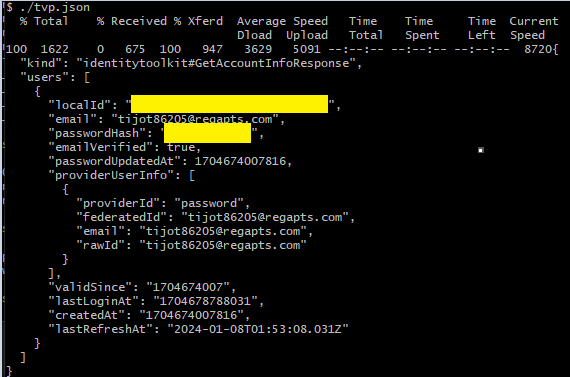 $ ./tvp.json
% Total % Received % Xferd Average Speed Time Time Time Current
Dload Upload Total Spent Left Speed
100 1622 0 675 100 947 3629 5091 --:--:-- --:--:-- --:--:-- 8720{
"kind": "identitytoolkit#GetAccountInfoResponse",
"users": [
{
"localId": "",
"email": "tijot86205@regapts.com",
"passwordHash": "",
"emailVerified": true,
"passwordUpdatedAt": 1704674007816,
"providerUserInfo": [
{
"providerId": "password",
"federatedId": "tijot86205@regapts.com",
"email": "tijot86205@regapts.com",
"rawId": "tijot86205@regapts.com"
}
],
"validSince": "1704674007",
"lastLoginAt": "1704678788031",
"createdAt": "1704674007816",
"lastRefreshAt": "2024-01-08T01:53:08.031Z"
}
]
}